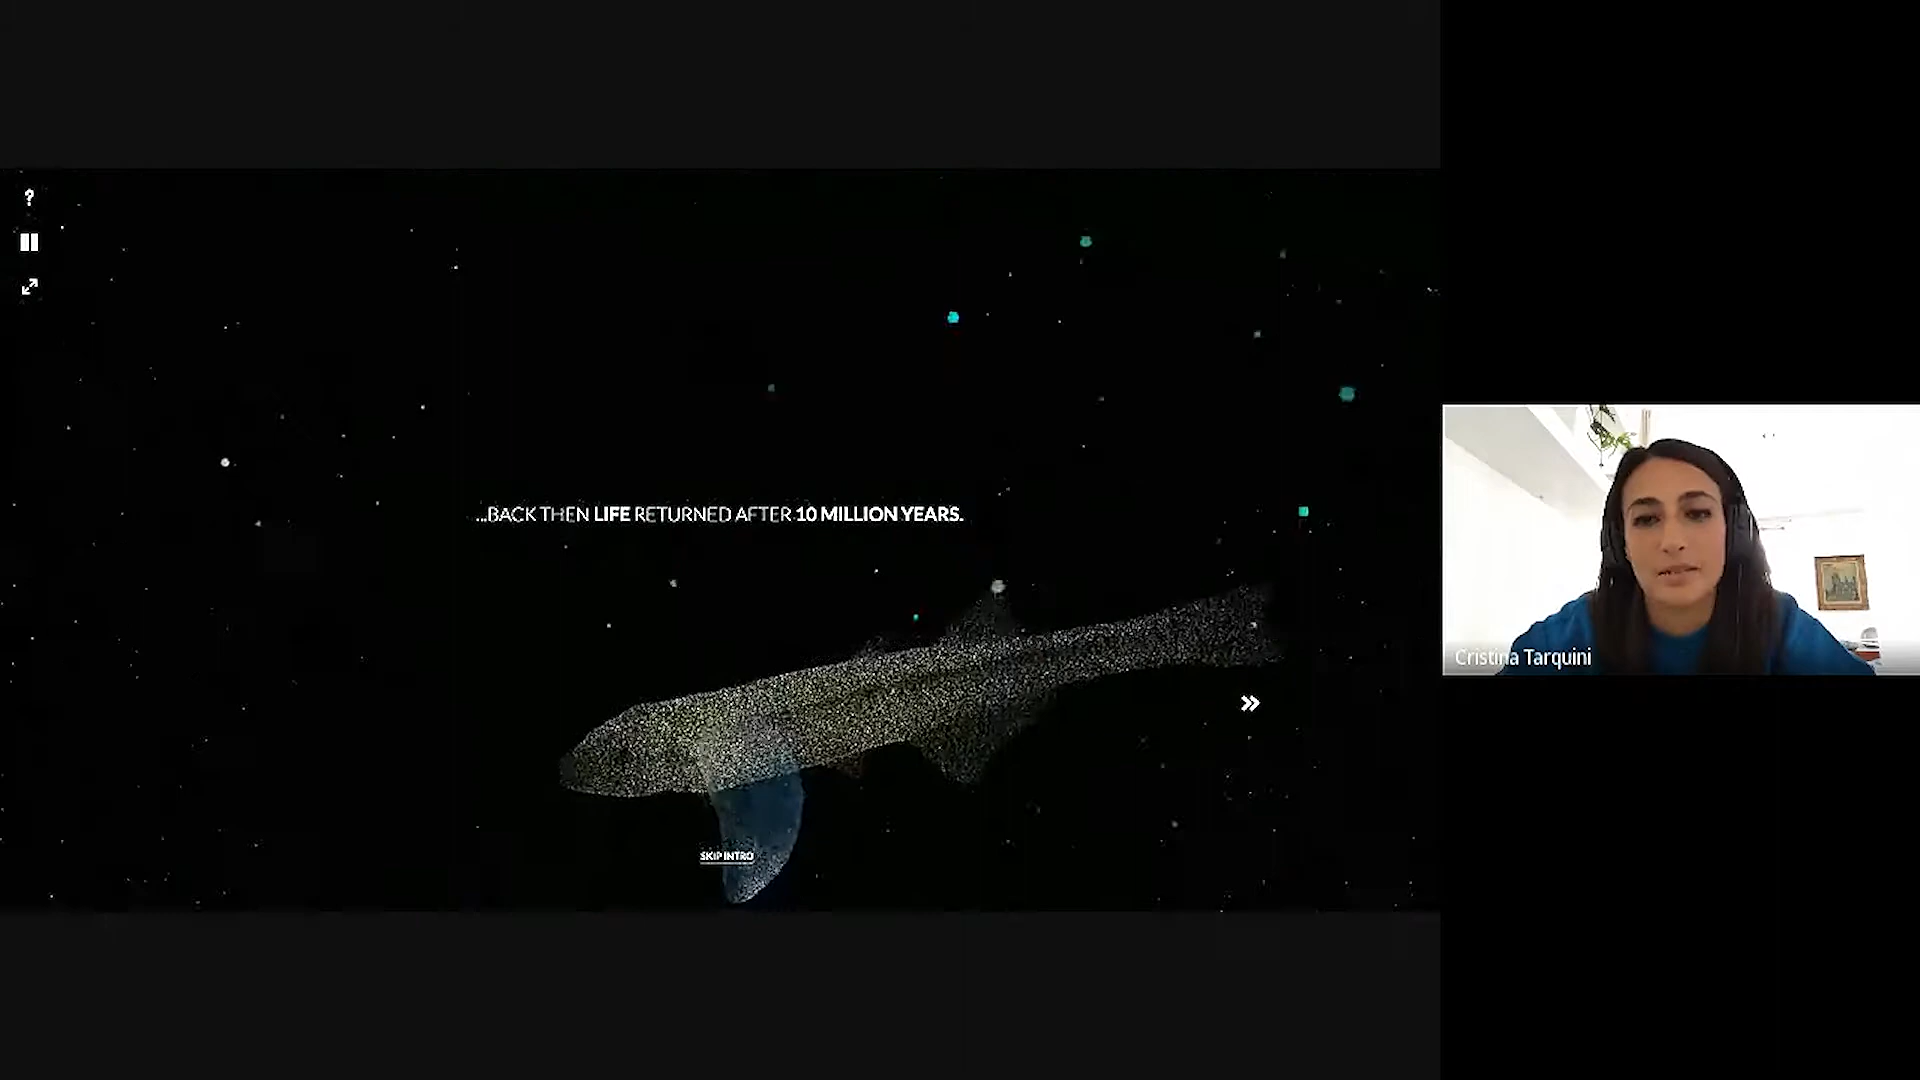 ?
...BACK THEN LIFE RETURNED AFTER 10 MILLION YEARS.
SKIP INTRO
Cristina Tarquini